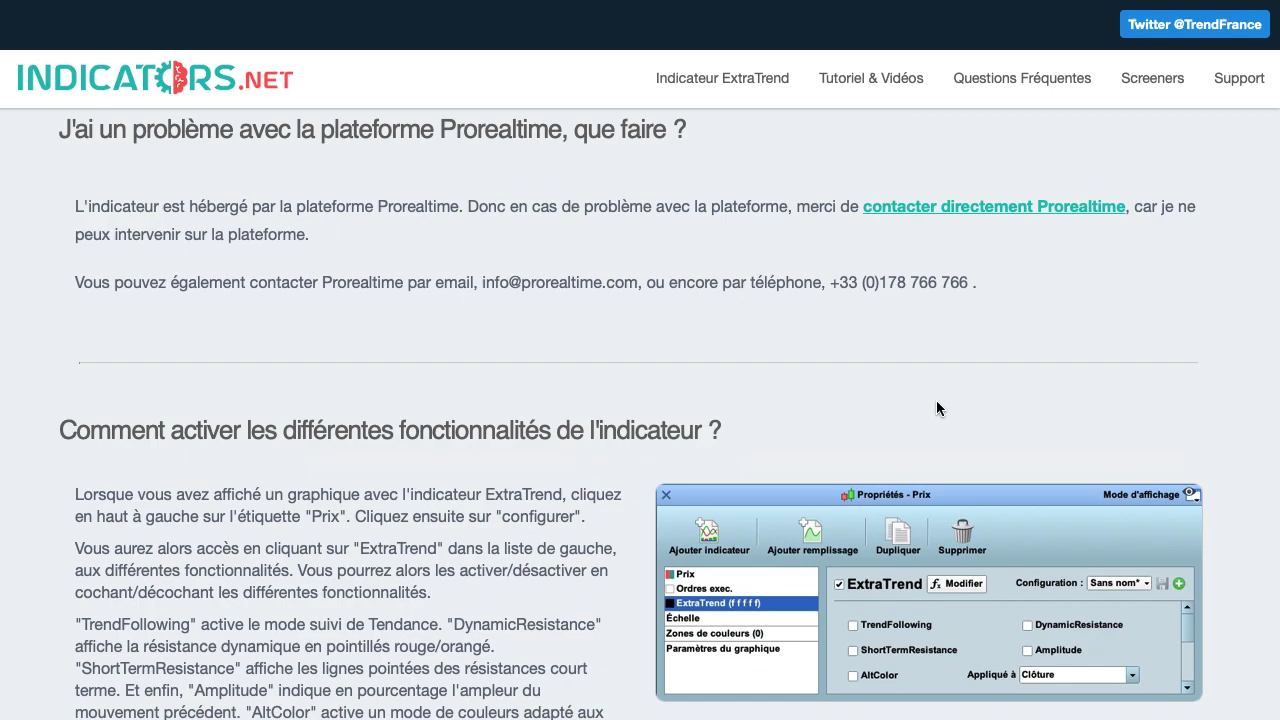 Twitter @TrendFrance
INDICATORS.NET
Indicateur ExtraTrend
Tutoriel & Vidéos
Questions Fréquentes
Screeners
Support
J'ai un problème avec la plateforme Prorealtime, que faire ?
L'indicateur est hébergé par la plateforme Prorealtime. Donc en cas de problème avec la plateforme, merci de contacter directement Prorealtime, car je ne
peux intervenir sur la plateforme.
Vous pouvez également contacter Prorealtime par email, info@prorealtime.com, ou encore par téléphone, +33 (0)178 766 766 .
Comment activer les différentes fonctionnalités de l'indicateur ?
Lorsque vous avez affiché un graphique avec l'indicateur ExtraTrend, cliquez
en haut à gauche sur l'étiquette "Prix". Cliquez ensuite sur "configurer".
Vous aurez alors accès en cliquant sur "ExtraTrend" dans la liste de gauche,
aux différentes fonctionnalités. Vous pourrez alors les activer/désactiver en
cochant/décochant les différentes fonctionnalités.
"TrendFollowing" active le mode suivi de Tendance. "DynamicResistance"
affiche la résistance dynamique en pointillés rouge/orangé.
"ShortTermResistance" affiche les lignes pointées des résistances court
terme. Et enfin, "Amplitude" indique en pourcentage l'ampleur du
mouvement précédent. "AltColor" active un mode de couleurs adapté aux
Propriétés - Prix
Mode d'affichage
Ajouter indicateur
Ajouter remplissage
Dupliquer
Supprimer
Prix
Ordres exec.
ExtraTrend (f f f f f)
Échelle
Zones de couleurs (0)
Paramètres du graphique
ExtraTrend
fx Modifier
Configuration :
Sans nom*
TrendFollowing
DynamicResistance
ShortTermResistance
Amplitude
AltColor
Appliqué à
Clôture